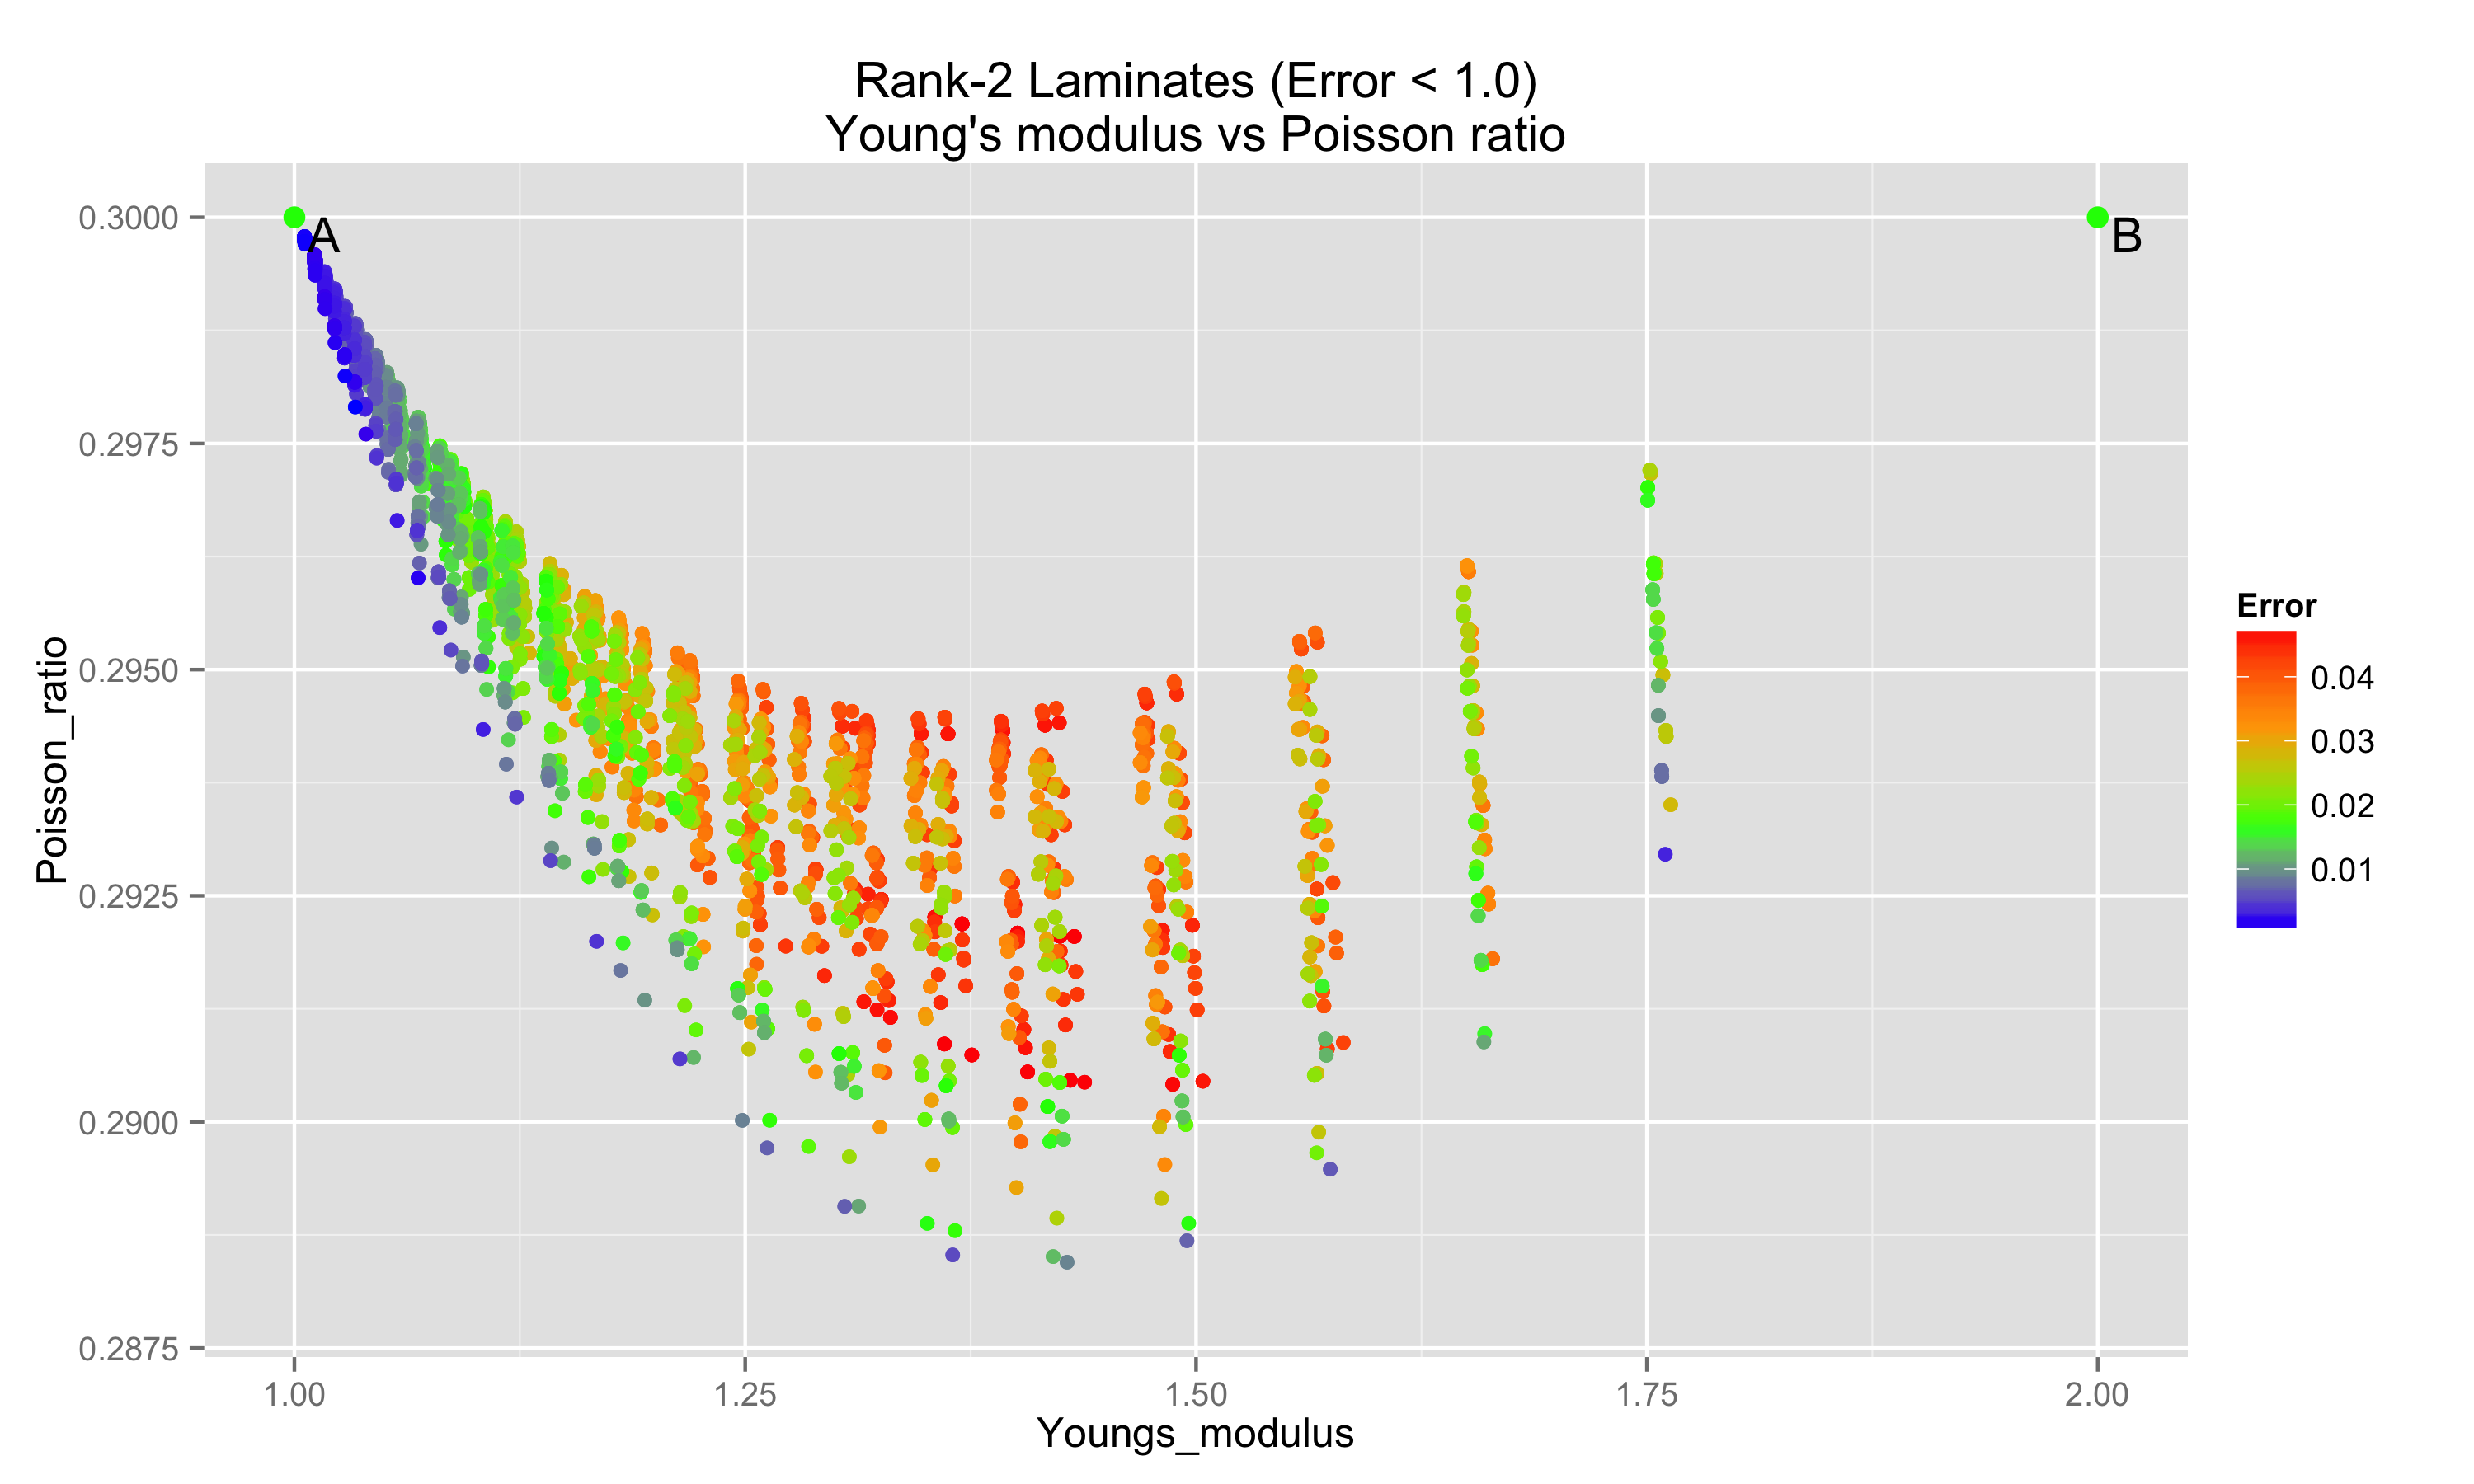 Rank-2 Laminates (Error < 1.0)
Young's modulus vs Poisson ratio
0.3000
0.2975
0.2950
0.2925
0.2900
0.2875
Poisson_ratio
A
B
1.00
1.25
1.50
1.75
2.00
Youngs_modulus
Error
0.04
0.03
0.02
0.01